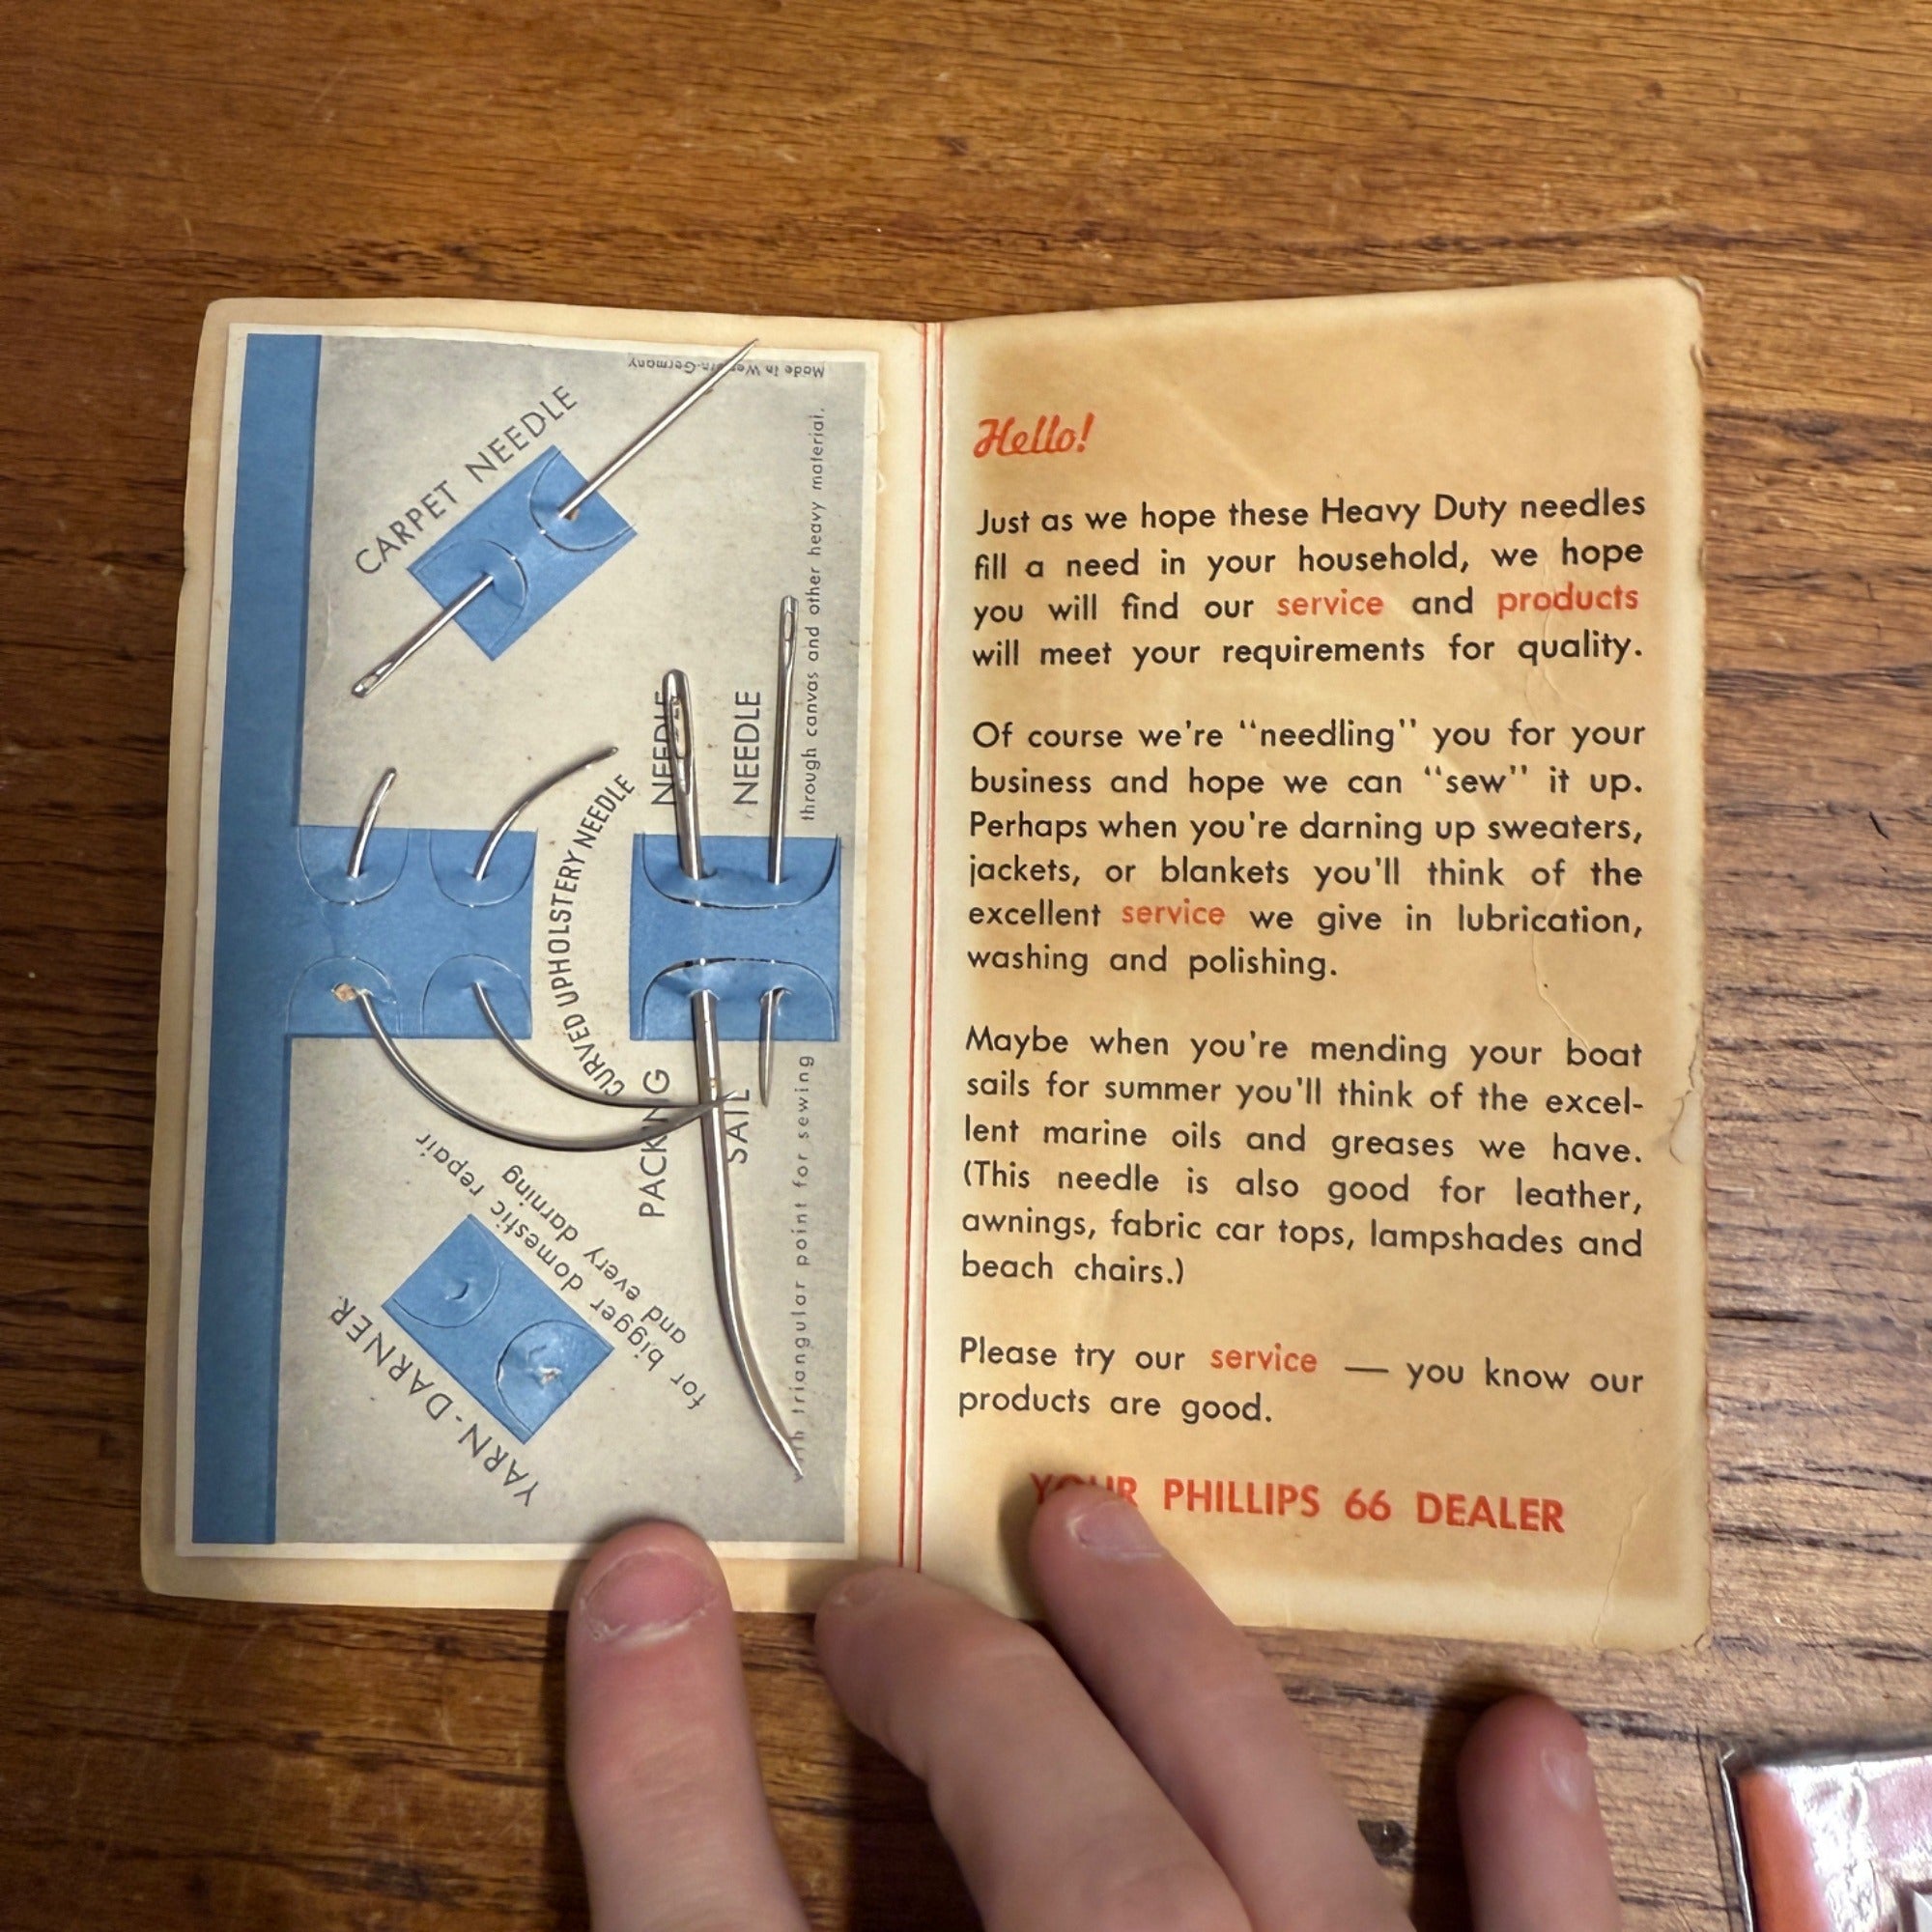 Made in Western-Germany
CARPET NEEDLE
CURVED UPHOLSTERY NEEDLE
PACKING NEEDLE
SAIL NEEDLE
with triangular point for sewing through canvas and other heavy material.
YARN-DARNER
for bigger domestic repair
and every darning
Hello!
Just as we hope these Heavy Duty needles
fill a need in your household, we hope
you will find our service and products
will meet your requirements for quality.
Of course we're "needling" you for your
business and hope we can "sew" it up.
Perhaps when you're darning up sweaters,
jackets, or blankets you'll think of the
excellent service we give in lubrication,
washing and polishing.
Maybe when you're mending your boat
sails for summer you'll think of the excel-
lent marine oils and greases we have.
(This needle is also good for leather,
awnings, fabric car tops, lampshades and
beach chairs.)
Please try our service — you know our
products are good.
YOUR PHILLIPS 66 DEALER